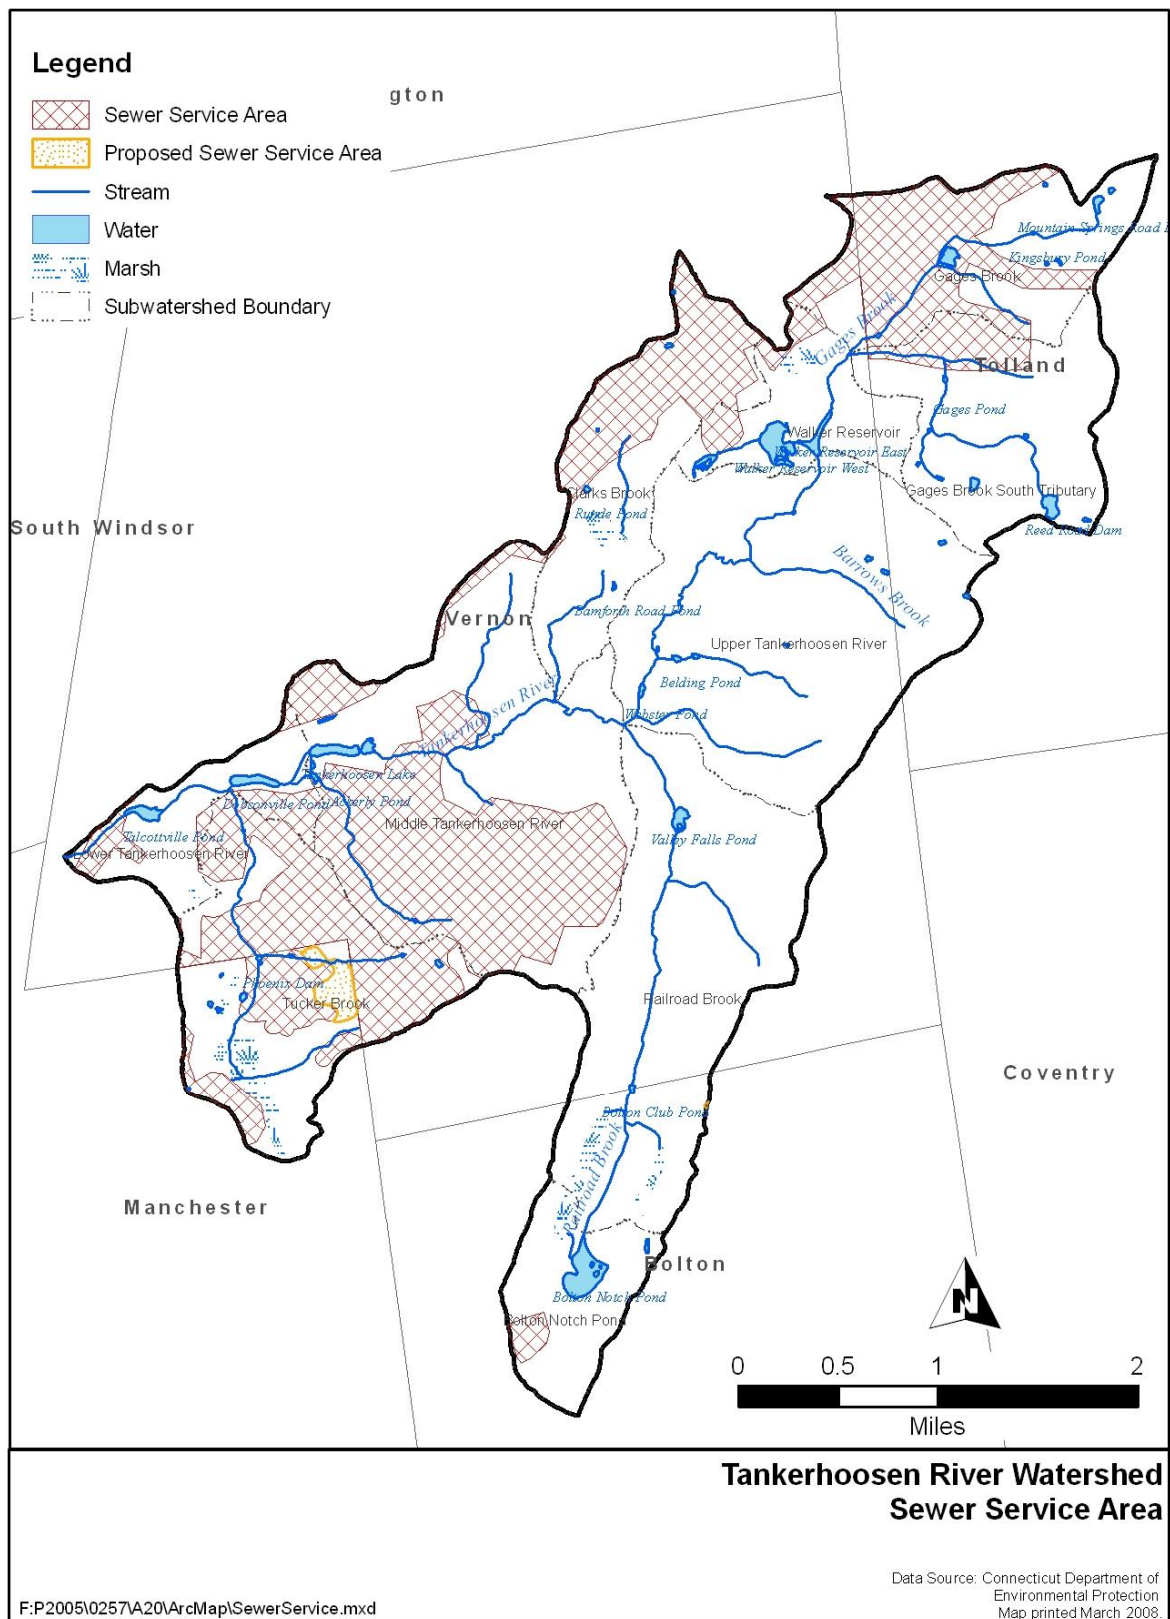 Legend
Sewer Service Area
Proposed Sewer Service Area
Stream
Water
Marsh
Subwatershed Boundary
gton
Mountain Springs Road
Kingsbury Pond
Gages Brook
Gages Brook
Tolland
Gages Pond
Walker Reservoir
Walker Reservoir East
Walker Reservoir West
Clarks Brook
Gages Brook South Tributary
Runde Pond
South Windsor
Reed Road Dam
Barrows Brook
Bamforth Road Pond
Vernon
Upper Tankerhoosen River
Belding Pond
Tankerhoosen River
Webster Pond
Tankerhoosen Lake
Dobsonville Pond
Ackerly Pond
Middle Tankerhoosen River
Talcottville Pond
Valley Falls Pond
Lower Tankerhoosen River
Phoenix Dam
Tucker Brook
Railroad Brook
Coventry
Bolton Club Pond
Railroad Brook
Manchester
Bolton
Bolton Notch Pond
Bolton Notch Pond
N
0 0.5 1 2
Miles
Tankerhoosen River Watershed
Sewer Service Area
Data Source: Connecticut Department of
Environmental Protection
Map printed March 2008
F:P2005\0257\A20\ArcMap\SewerService.mxd